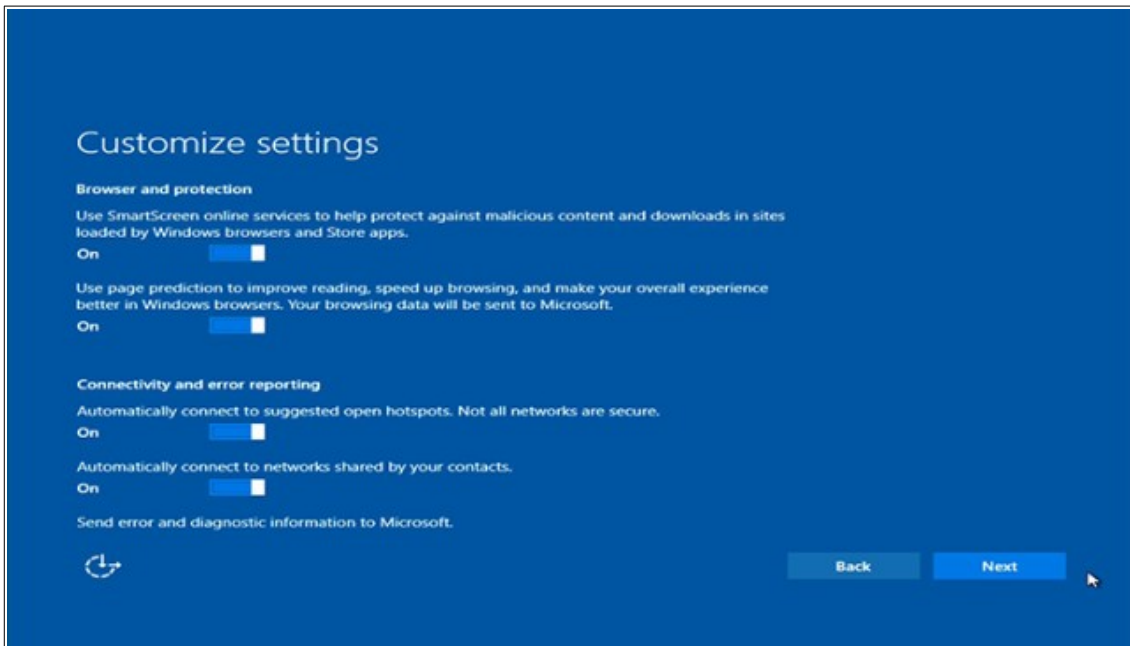 Customize settings
Browser and protection
Use SmartScreen online services to help protect against malicious content and downloads in sites
loaded by Windows browsers and Store apps.
On
Use page prediction to improve reading, speed up browsing, and make your overall experience
better in Windows browsers. Your browsing data will be sent to Microsoft.
On
Connectivity and error reporting
Automatically connect to suggested open hotspots. Not all networks are secure.
On
Automatically connect to networks shared by your contacts.
On
Send error and diagnostic information to Microsoft.
Back
Next